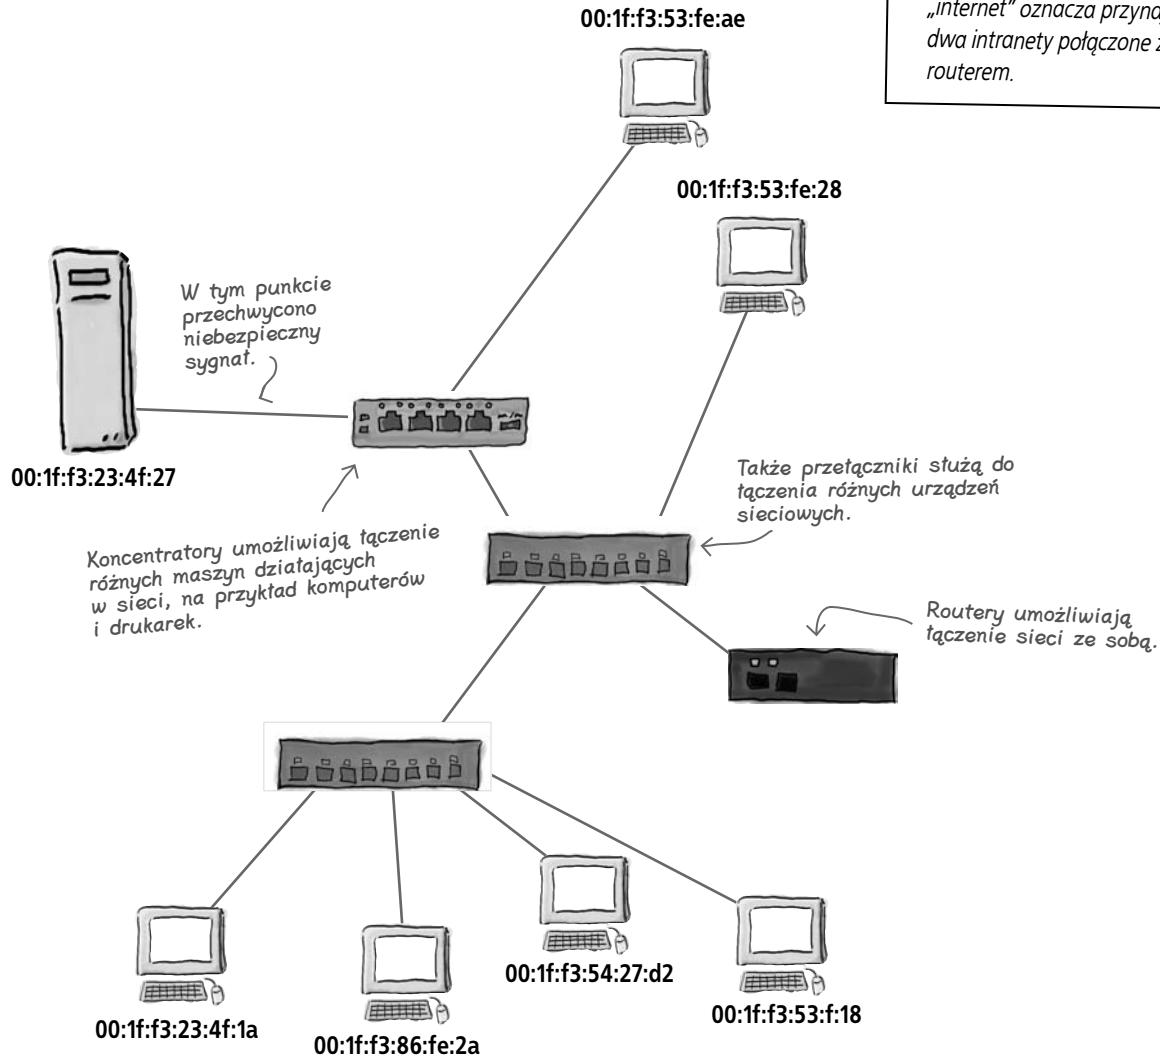 „internet” oznacza
dwa intranety połączone
routerem.
00:1f:f3:53:fe:ae
00:1f:f3:53:fe:28
W tym punkcie
przechwycono
niebezpieczny
sygnał.
00:1f:f3:23:4f:27
Także przełączniki służą do
łączenia różnych urządzeń
sieciowych.
Koncentratory umożliwiają łączenie
różnych maszyn działających
w sieci, na przykład komputerów
i drukarek.
Routery umożliwiają
łączenie sieci ze sobą.
00:1f:f3:54:27:d2
00:1f:f3:53:f:18
00:1f:f3:23:4f:1a
00:1f:f3:86:fe:2a